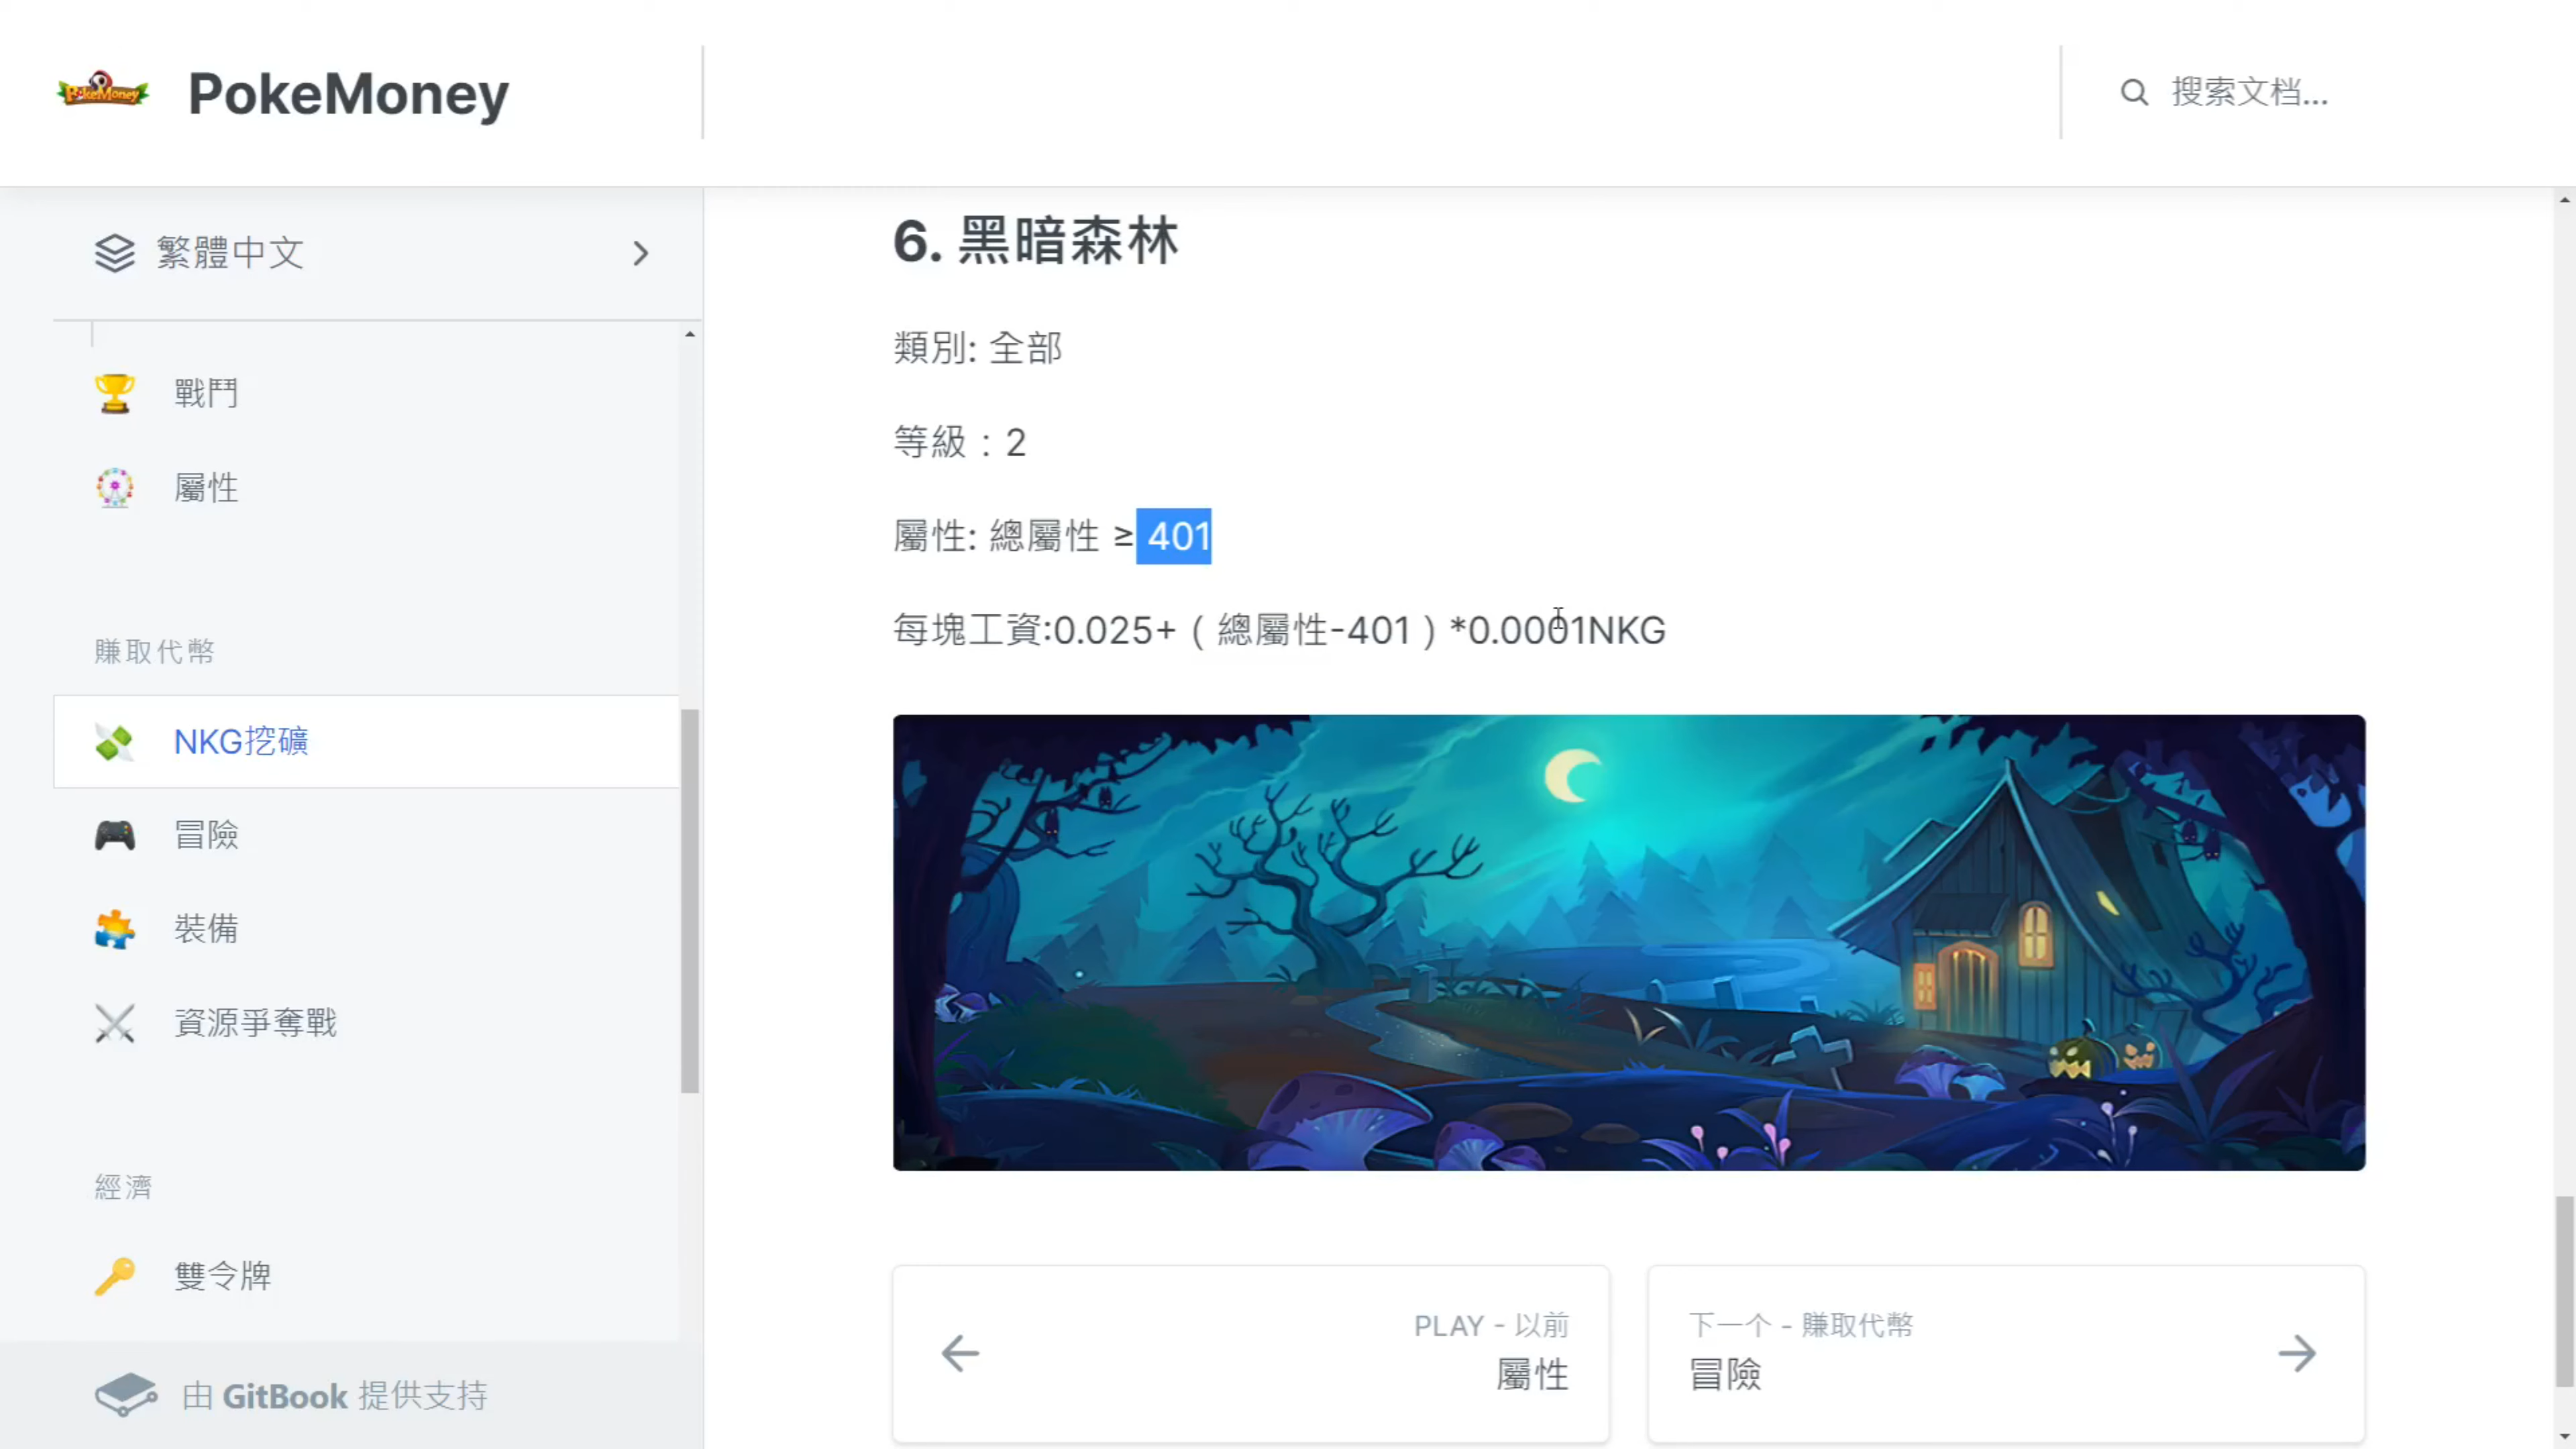 PokeMoney
PokeMoney
搜索文档...
繁體中文
戰鬥
屬性
賺取代幣
NKG挖礦
冒險
裝備
資源爭奪戰
經濟
雙令牌
由 GitBook 提供支持
6. 黑暗森林
類別: 全部
等級：2
屬性: 總屬性 ≥ 401
每塊工資:0.025+（總屬性-401）*0.0001NKG
PLAY - 以前
屬性
下一个 - 賺取代幣
冒險